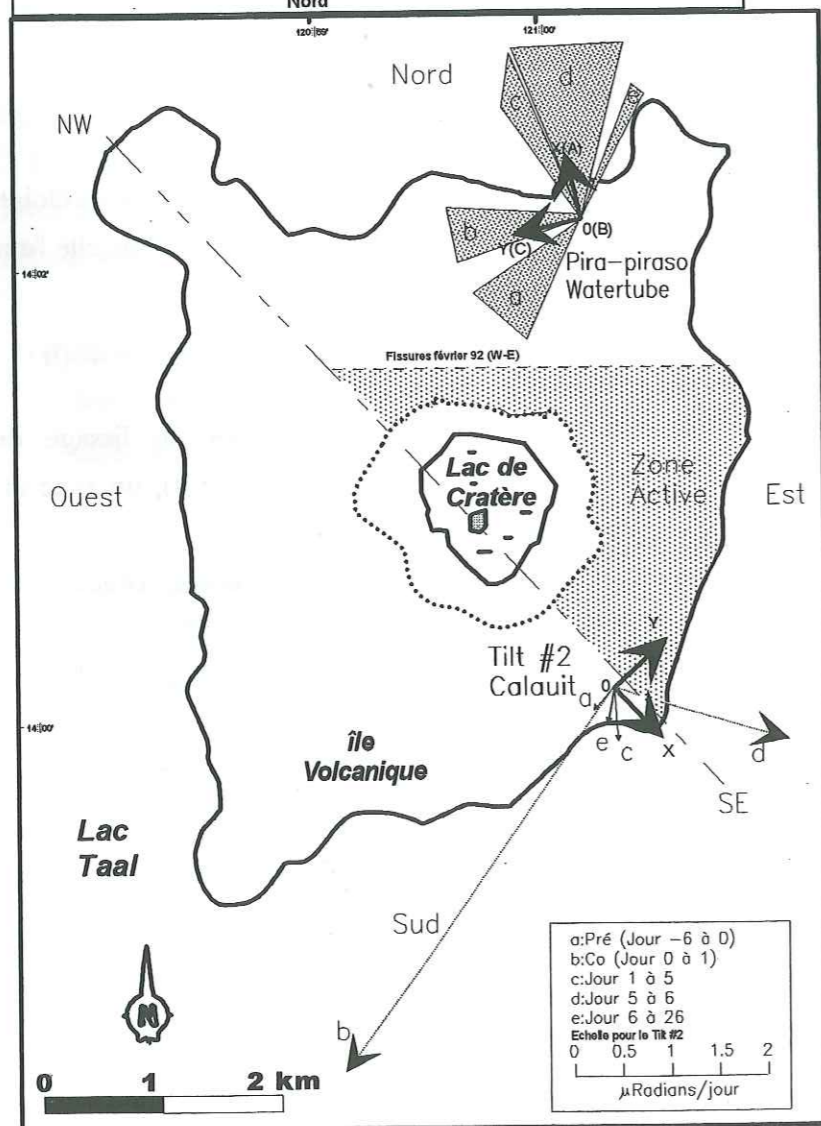 Nord
120°59'
121°00'
Nord
NW
c
d
e
X(A)
b
O(B)
Y(C)
Pira-piraso
Watertube
a
14°02'
Fissures février 92 (W-E)
Lac de
Cratère
Zone
Active
Ouest
Est
Y
Tilt #2
Calauit
O
a
14°00'
e
c
X
d
île
Volcanique
SE
Lac
Taal
Sud
N
b
a:Pré (Jour -6 à 0)
b:Co (Jour 0 à 1)
c:Jour 1 à 5
d:Jour 5 à 6
e:Jour 6 à 26
Echelle pour le Tilt #2
0 0.5 1 1.5 2
µRadians/jour
0 1 2 km